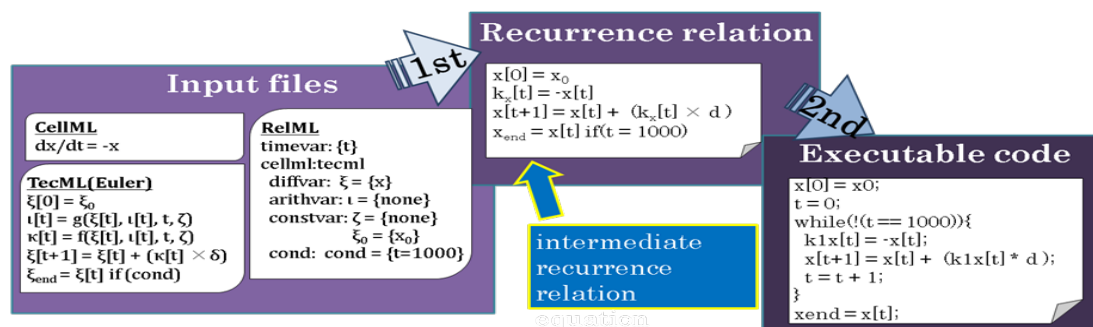 Input files
CellML
dx/dt = -x
TecML(Euler)
ξ[0] = ξ₀
ι[t] = g(ξ[t], ι[t], t, ζ)
κ[t] = f(ξ[t], ι[t], t, ζ)
ξ[t+1] = ξ[t] + (κ[t] × δ)
ξend = ξ[t] if (cond)
RelML
timevar: {t}
cellml:tecml
diffvar: ξ = {x}
arithvar: ι = {none}
constvar: ζ = {none}
ξ₀ = {x₀}
cond: cond = {t=1000}
1st
Recurrence relation
x[0] = x₀
kₓ[t] = -x[t]
x[t+1] = x[t] + (kₓ[t] × d )
xend = x[t] if(t = 1000)
intermediate
recurrence
relation
equation
2nd
Executable code
x[0] = x0;
t = 0;
while(!(t == 1000)){
k1x[t] = -x[t];
x[t+1] = x[t] + (k1x[t] * d );
t = t + 1;
}
xend = x[t];